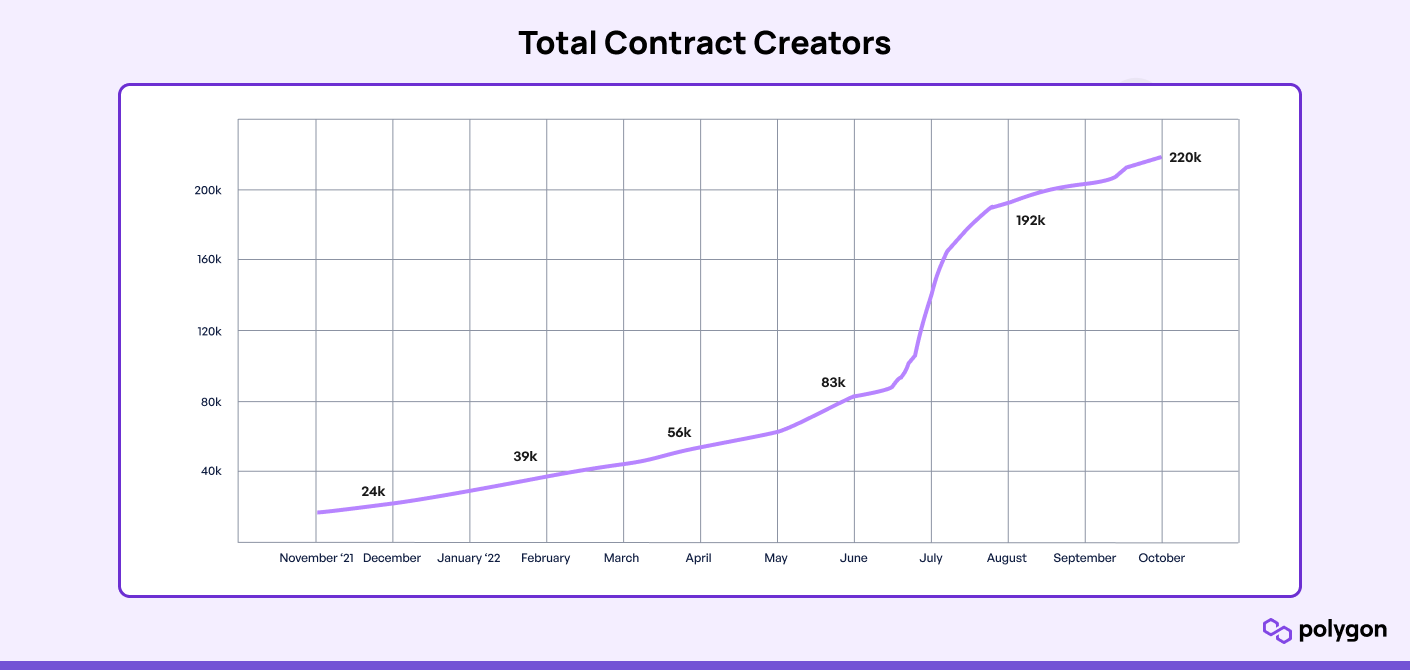 Total Contract Creators
220k
200k
192k
160k
120k
83k
80k
56k
39k
40k
24k
November ‘21 December January ‘22 February March April May June July August September October
polygon